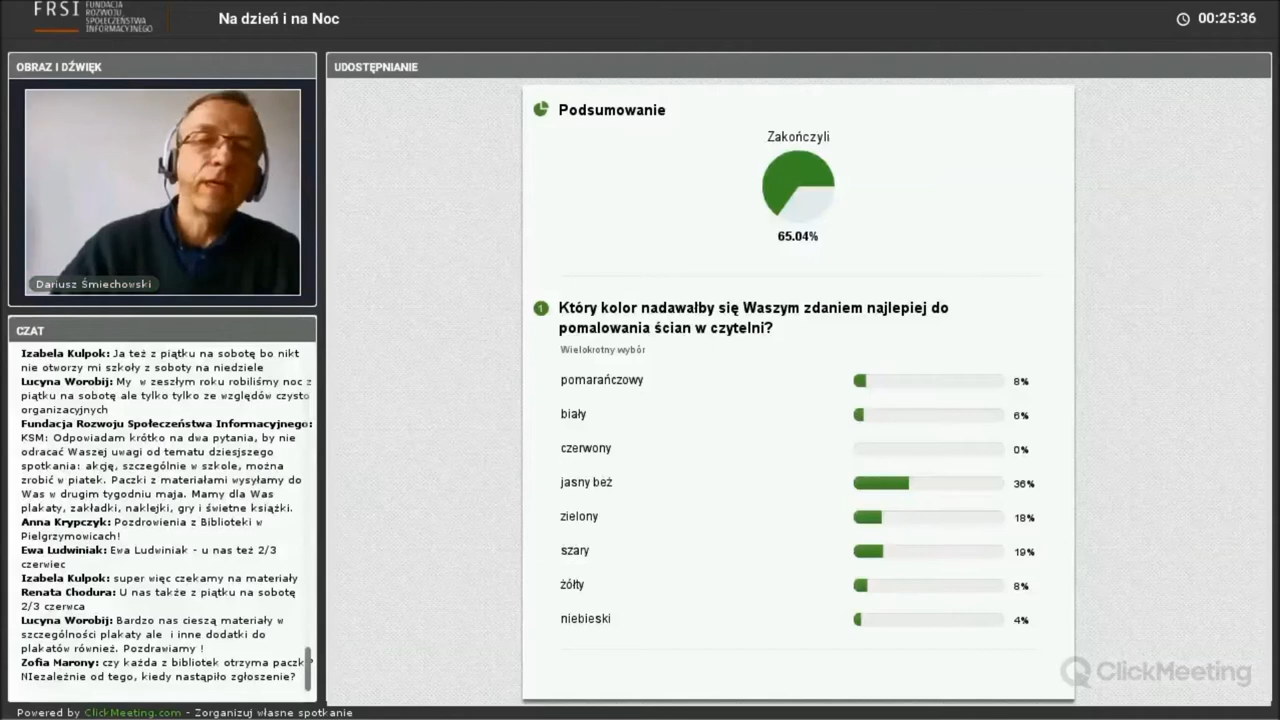 FRSI
FUNDACJA
ROZWOJU
SPOŁECZEŃSTWA
INFORMACYJNEGO
Na dzień i na Noc
00:25:36
OBRAZ I DŹWIĘK
Dariusz Śmiechowski
CZAT
Izabela Kulpok: Ja też z piątku na sobotę bo nikt
nie otworzy mi szkoły z soboty na niedziele
Lucyna Worobij: My w zeszłym roku robiliśmy noc z
piątku na sobotę ale tylko tylko ze względów czysto
organizacyjnych
Fundacja Rozwoju Społeczeństwa Informacyjnego:
KSM: Odpowiadam krótko na dwa pytania, by nie
odracać Waszej uwagi od tematu dziesjszego
spotkania: akcję, szczególnie w szkole, można
zrobić w piatek. Paczki z materiałami wysyłamy do
Was w drugim tygodniu maja. Mamy dla Was
plakaty, zakładki, naklejki, gry i świetne książki.
Anna Krypczyk: Pozdrowienia z Biblioteki w
Pielgrzymowicach!
Ewa Ludwiniak: Ewa Ludwiniak - u nas też 2/3
czerwiec
Izabela Kulpok: super więc czekamy na materiały
Renata Chodura: U nas także z piątku na sobotę
2/3 czerwca
Lucyna Worobij: Bardzo nas cieszą materiały w
szczególności plakaty ale i inne dodatki do
plakatów również. Pozdrawiamy !
Zofia Marony: czy każda z bibliotek otrzyma paczk
NIezależnie od tego, kiedy nastąpiło zgłoszenie?
UDOSTĘPNIANIE
Podsumowanie
Zakończyli
65.04%
1 Który kolor nadawałby się Waszym zdaniem najlepiej do
pomalowania ścian w czytelni?
Wielokrotny wybór
pomarańczowy 8%
biały 6%
czerwony 0%
jasny beż 36%
zielony 18%
szary 19%
żółty 8%
niebieski 4%
ClickMeeting
Powered by ClickMeeting.com - Zorganizuj własne spotkanie